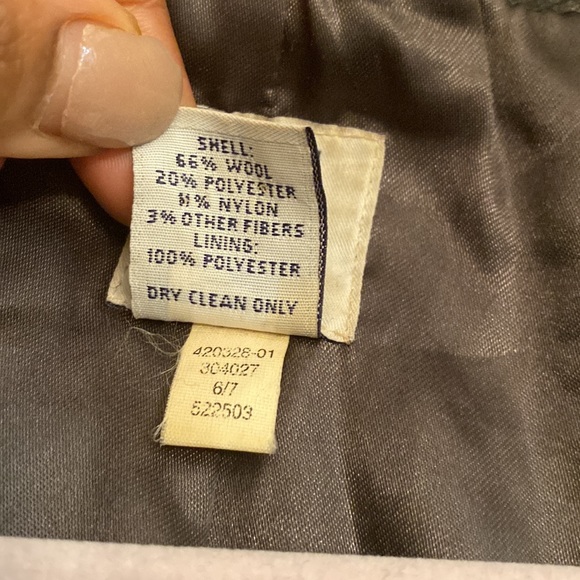 SHELL:
66% WOOL
20% POLYESTER
11% NYLON
3% OTHER FIBERS
LINING:
100% POLYESTER
DRY CLEAN ONLY
420328-01
304027
6/7
522503